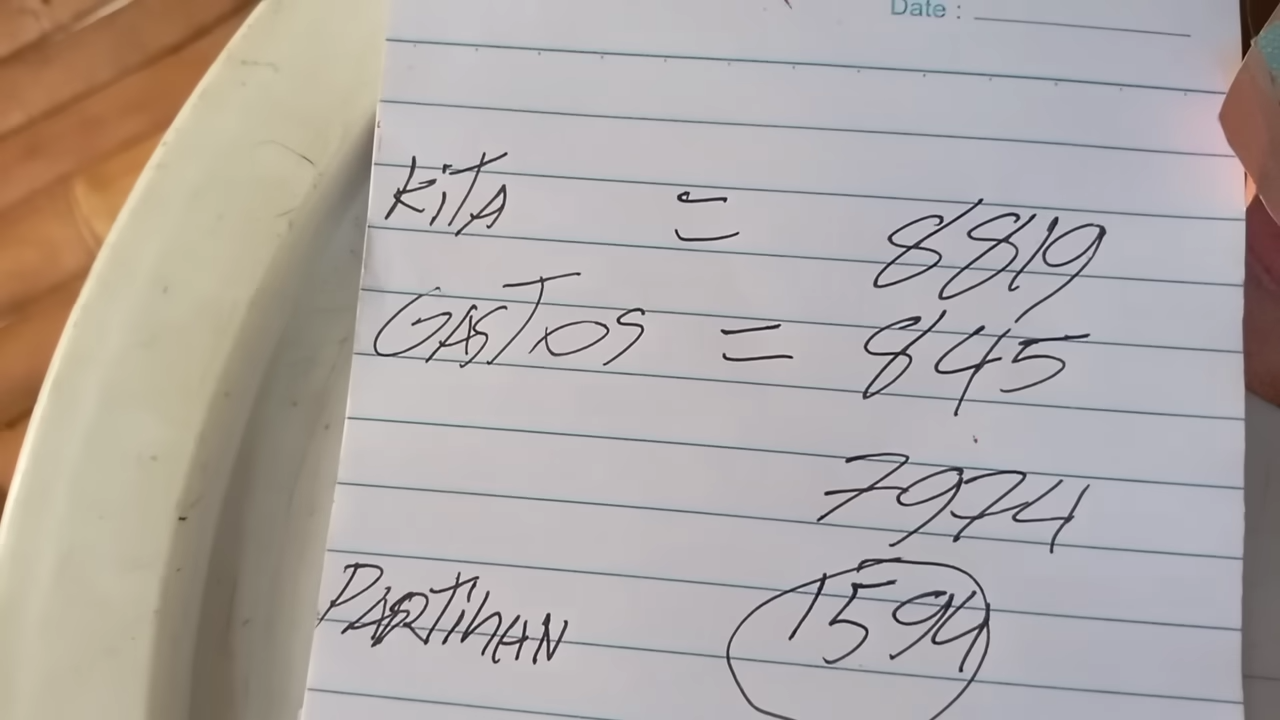 Date :
KiTA = 8819
GASTOS = 845
7974
PARTihAN 1594